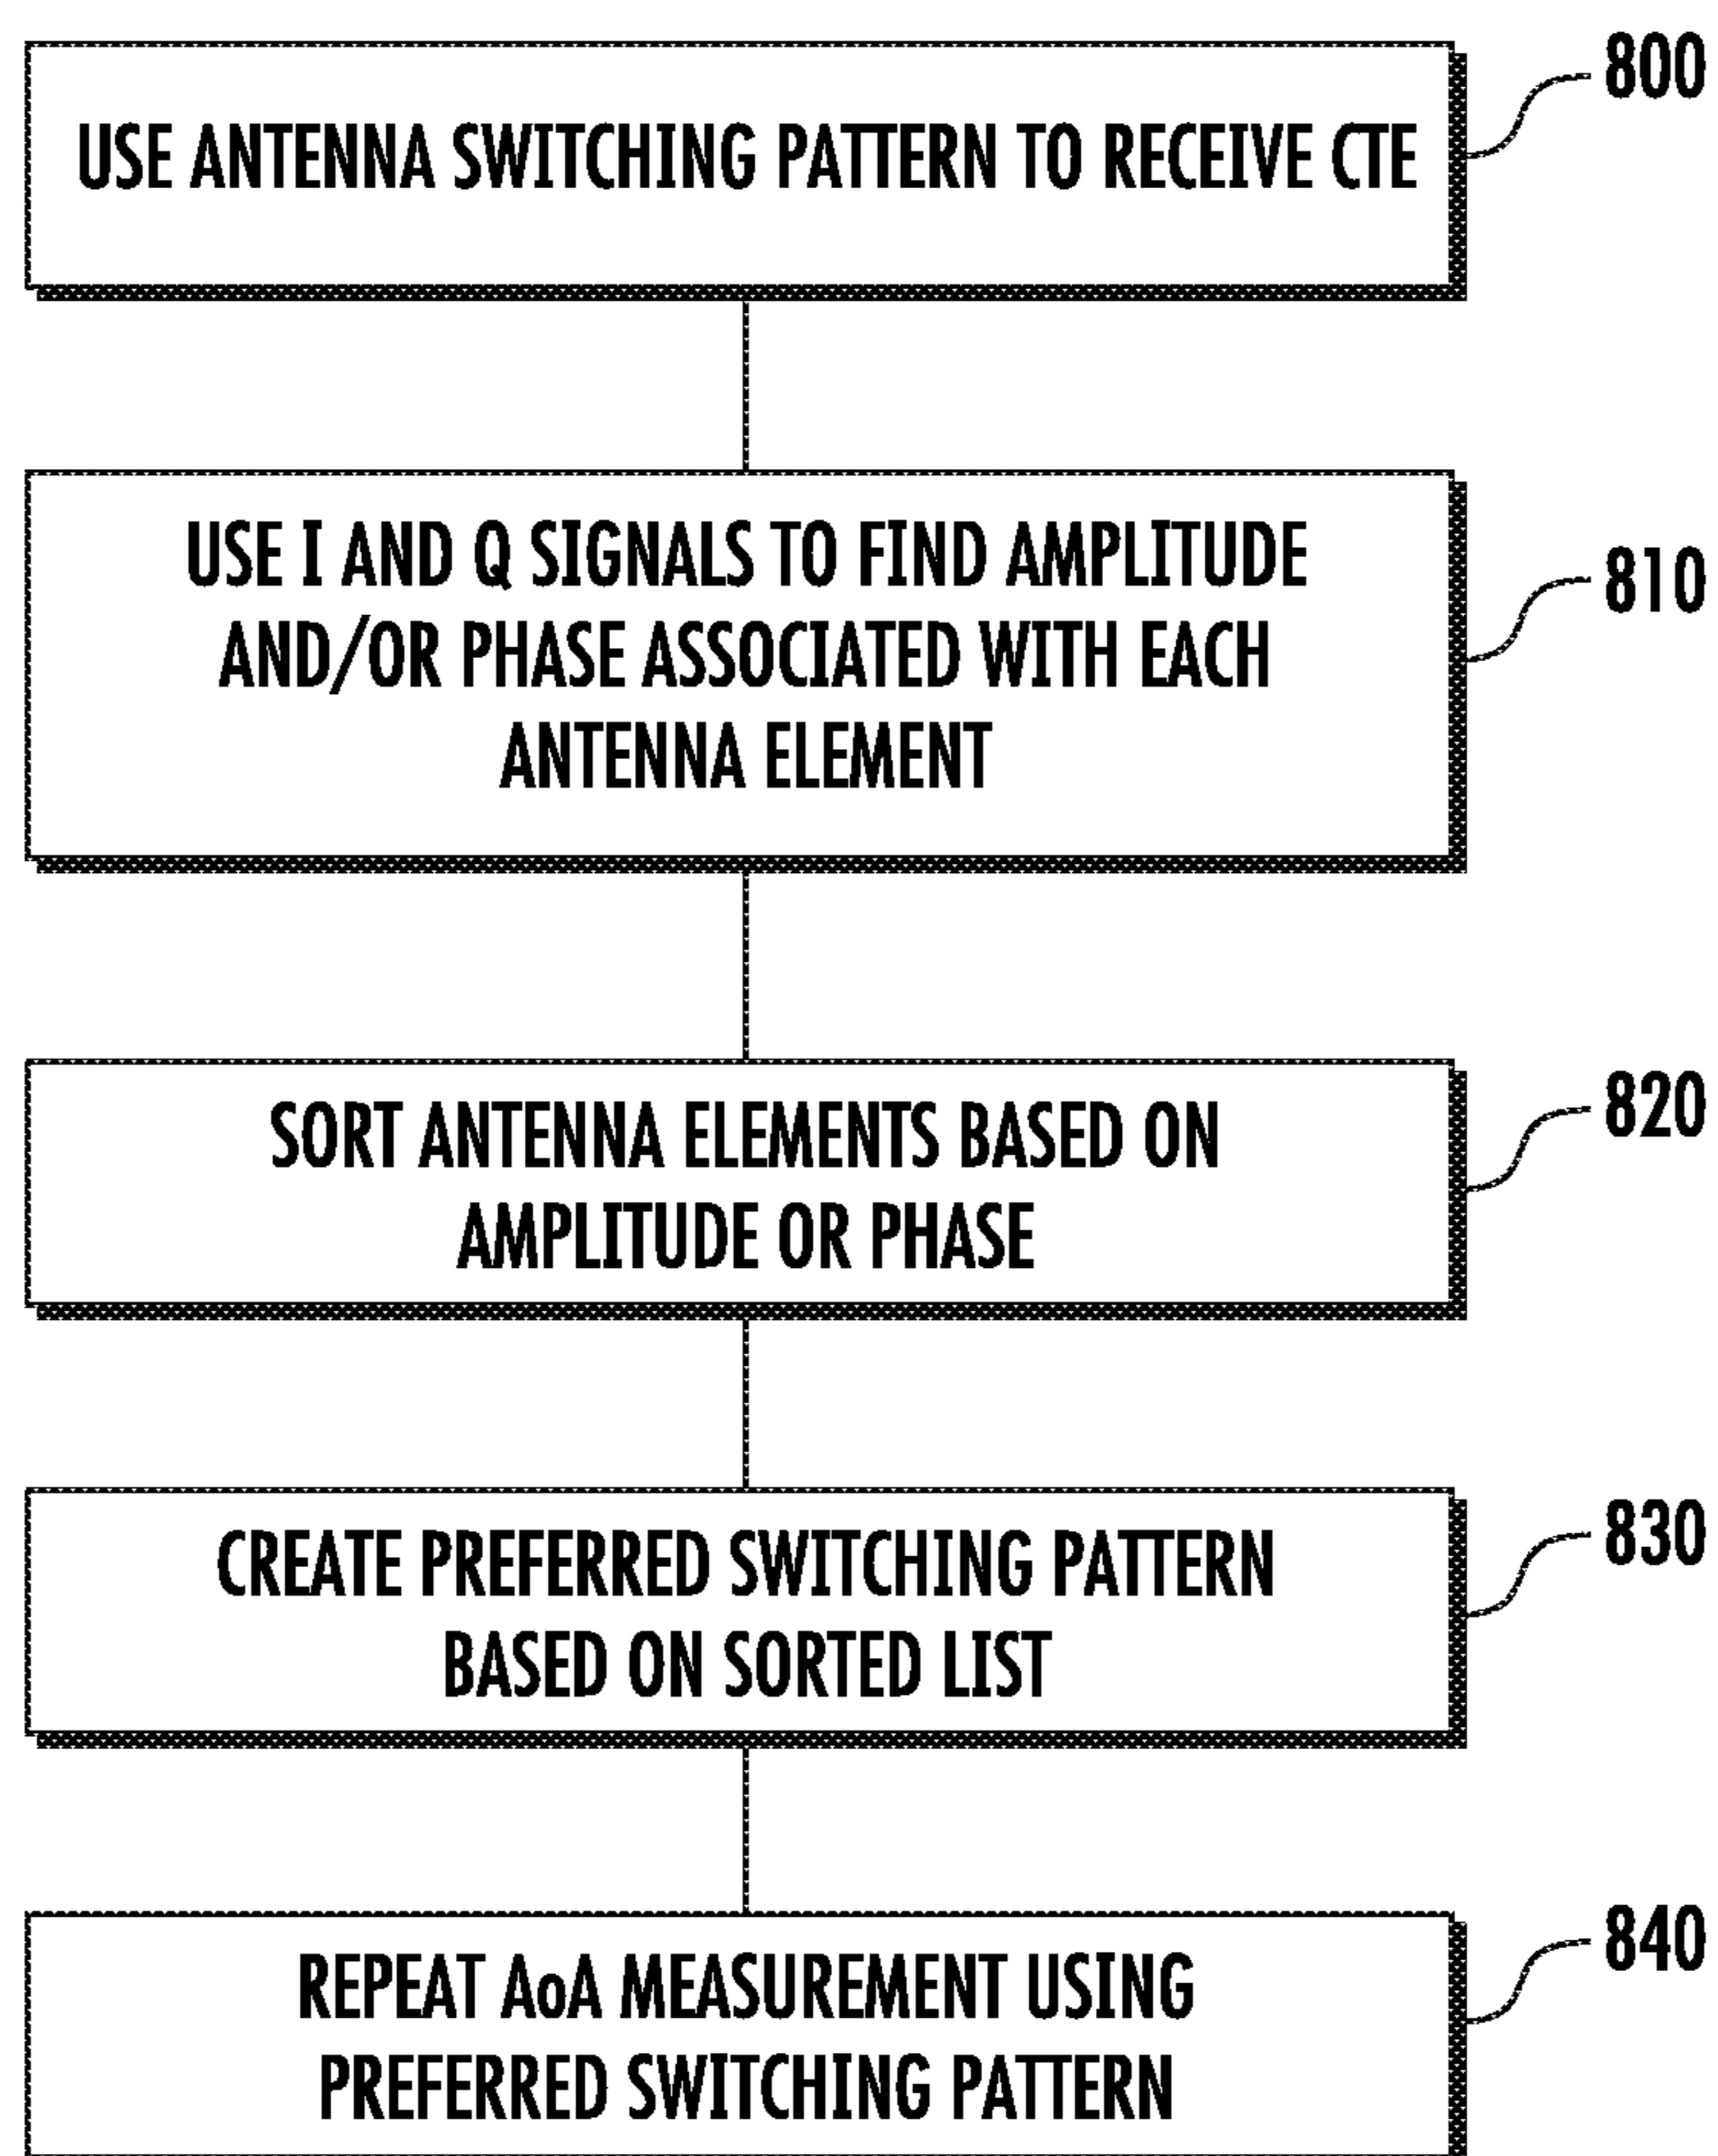 800
USE ANTENNA SWITCHING PATTERN TO RECEIVE CTE
USE I AND Q SIGNALS TO FIND AMPLITUDE
AND/OR PHASE ASSOCIATED WITH EACH
ANTENNA ELEMENT
810
SORT ANTENNA ELEMENTS BASED ON
AMPLITUDE OR PHASE
820
CREATE PREFERRED SWITCHING PATTERN
BASED ON SORTED LIST
830
REPEAT AoA MEASUREMENT USING
PREFERRED SWITCHING PATTERN
840